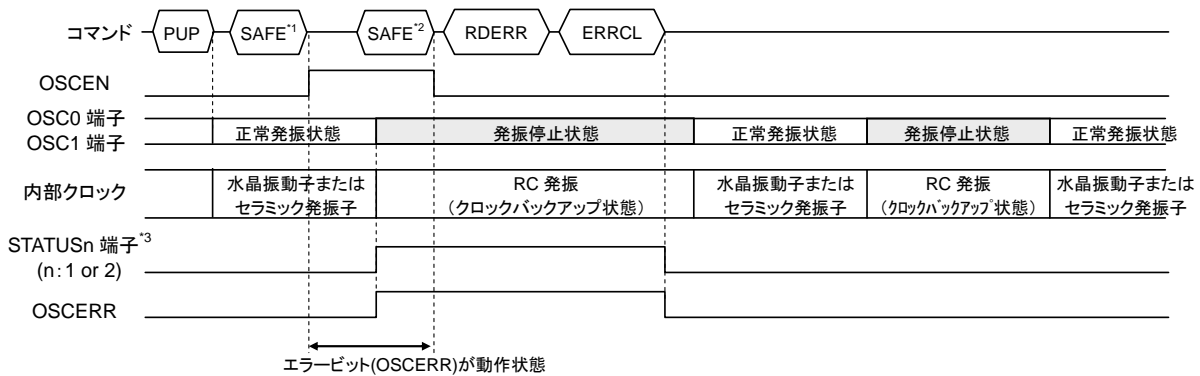 コマンド PUP SAFE*1 SAFE*2 RDERR ERRCL
OSCEN
OSC0 端子
OSC1 端子
正常発振状態 発振停止状態 正常発振状態 発振停止状態 正常発振状態
内部クロック
水晶振動子または
セラミック発振子
RC 発振
(クロックバックアップ状態)
水晶振動子または
セラミック発振子
RC 発振
(クロックバックアップ状態)
水晶振動子または
セラミック発振子
STATUSn 端子*3
(n:1 or 2)
OSCERR
エラービット(OSCERR)が動作状態